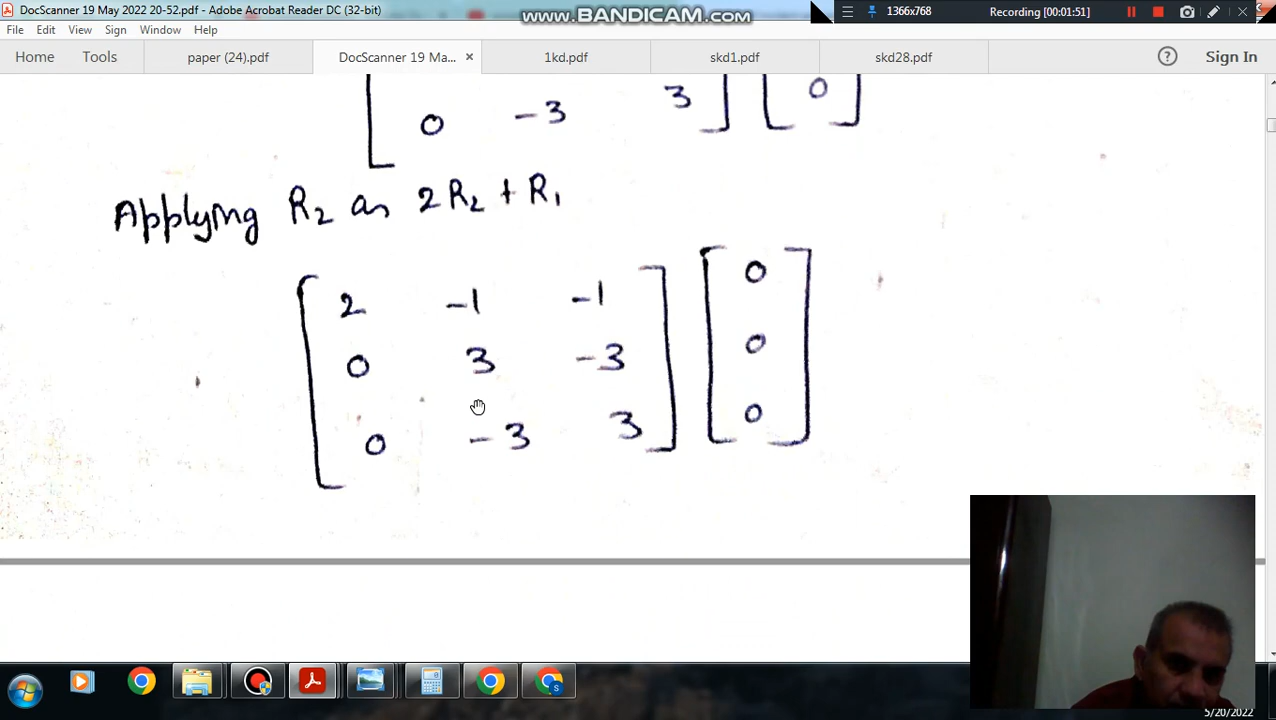 DocScanner 19 May 2022 20-52.pdf - Adobe Acrobat Reader DC (32-bit)
www.BANDICAM.com
1366x768
Recording [00:01:51]
File Edit View Sign Window Help
Home Tools paper (24).pdf DocScanner 19 Ma... × 1kd.pdf skd1.pdf skd28.pdf ? Sign In
0 -3 3 0
Applying R2 as 2R2 + R1
2 -1 -1 0
0 3 -3 0
0 -3 3 0
5/20/2022